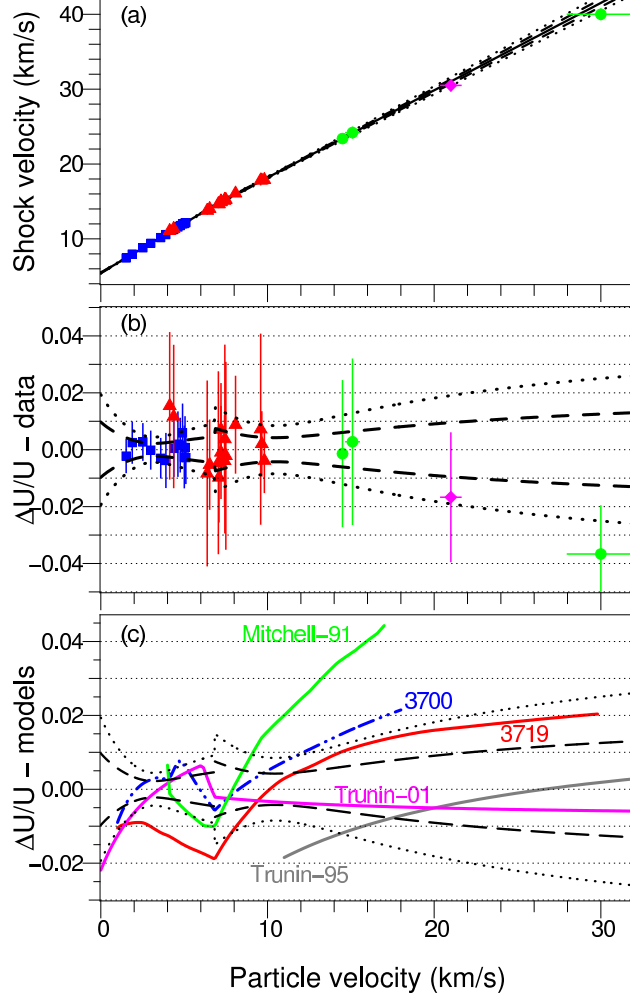 (a)
Shock velocity (km/s)
40
30
20
10
(b)
ΔU/U − data
0.04
0.02
0.00
−0.02
−0.04
(c)
ΔU/U − models
0.04
0.02
0.00
−0.02
Mitchell−91
3700
3719
Trunin−01
Trunin−95
0
10
20
30
Particle velocity (km/s)